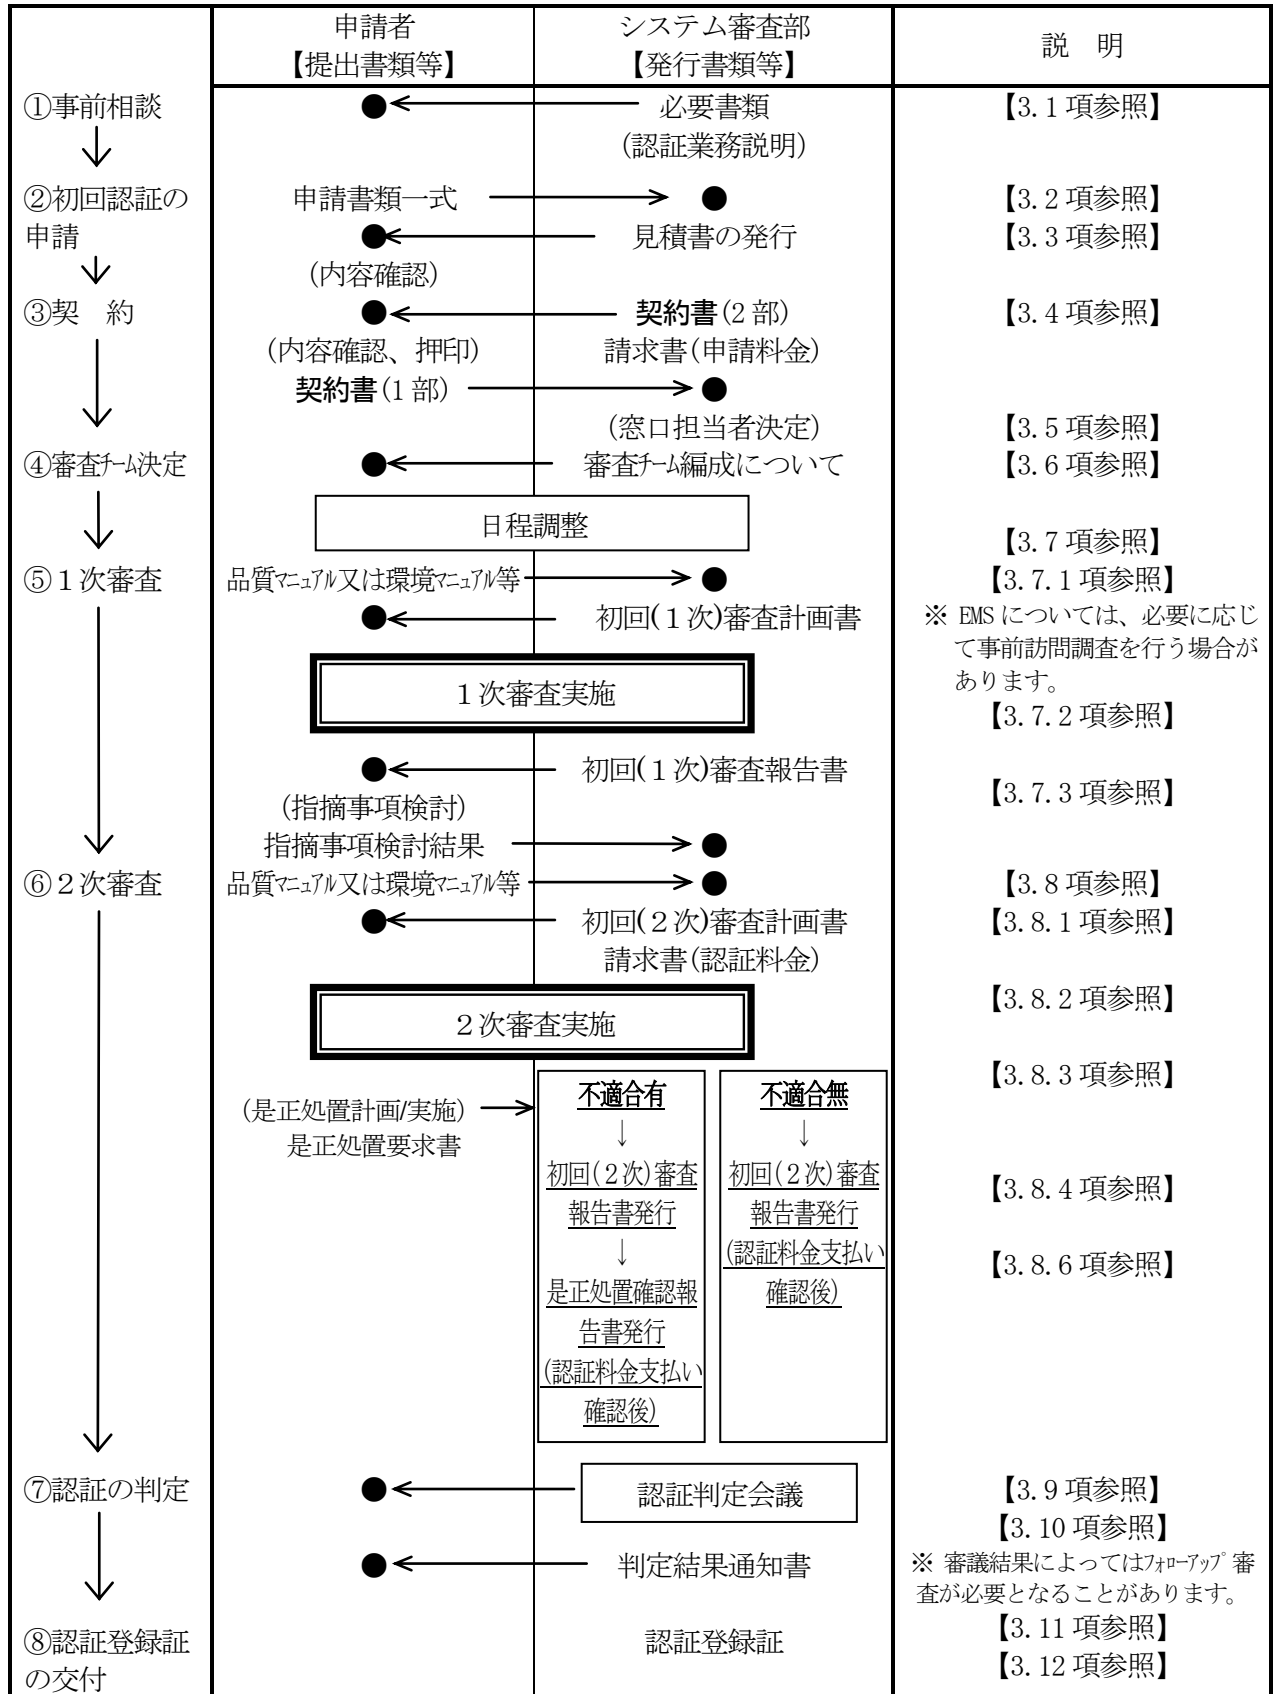 申請者
【提出書類等】
システム審査部
【発行書類等】
説　明
①事前相談
必要書類
(認証業務説明)
【3.1 項参照】
②初回認証の
申請
申請書類一式
【3.2 項参照】
見積書の発行
【3.3 項参照】
(内容確認)
③契　約
契約書(2 部)
【3.4 項参照】
(内容確認、押印)
請求書(申請料金)
契約書(1 部)
(窓口担当者決定)
【3.5 項参照】
④審査ﾁｰﾑ決定
審査ﾁｰﾑ編成について
【3.6 項参照】
日程調整
【3.7 項参照】
⑤１次審査
品質ﾏﾆｭｱﾙ又は環境ﾏﾆｭｱﾙ等
【3.7.1 項参照】
初回(１次)審査計画書
※ EMS については、必要に応じ
て事前訪問調査を行う場合が
あります。
１次審査実施
【3.7.2 項参照】
初回(１次)審査報告書
【3.7.3 項参照】
(指摘事項検討)
指摘事項検討結果
⑥２次審査
品質ﾏﾆｭｱﾙ又は環境ﾏﾆｭｱﾙ等
【3.8 項参照】
初回(２次)審査計画書
【3.8.1 項参照】
請求書(認証料金)
【3.8.2 項参照】
２次審査実施
【3.8.3 項参照】
(是正処置計画/実施)
是正処置要求書
不適合有
↓
初回(２次)審査
報告書発行
↓
是正処置確認報
告書発行
(認証料金支払い
確認後)
不適合無
↓
初回(２次)審査
報告書発行
(認証料金支払い
確認後)
【3.8.4 項参照】
【3.8.6 項参照】
⑦認証の判定
認証判定会議
【3.9 項参照】
【3.10 項参照】
判定結果通知書
※ 審議結果によってはﾌｫﾛｰｱｯﾌﾟ審
査が必要となることがあります。
⑧認証登録証
の交付
認証登録証
【3.11 項参照】
【3.12 項参照】